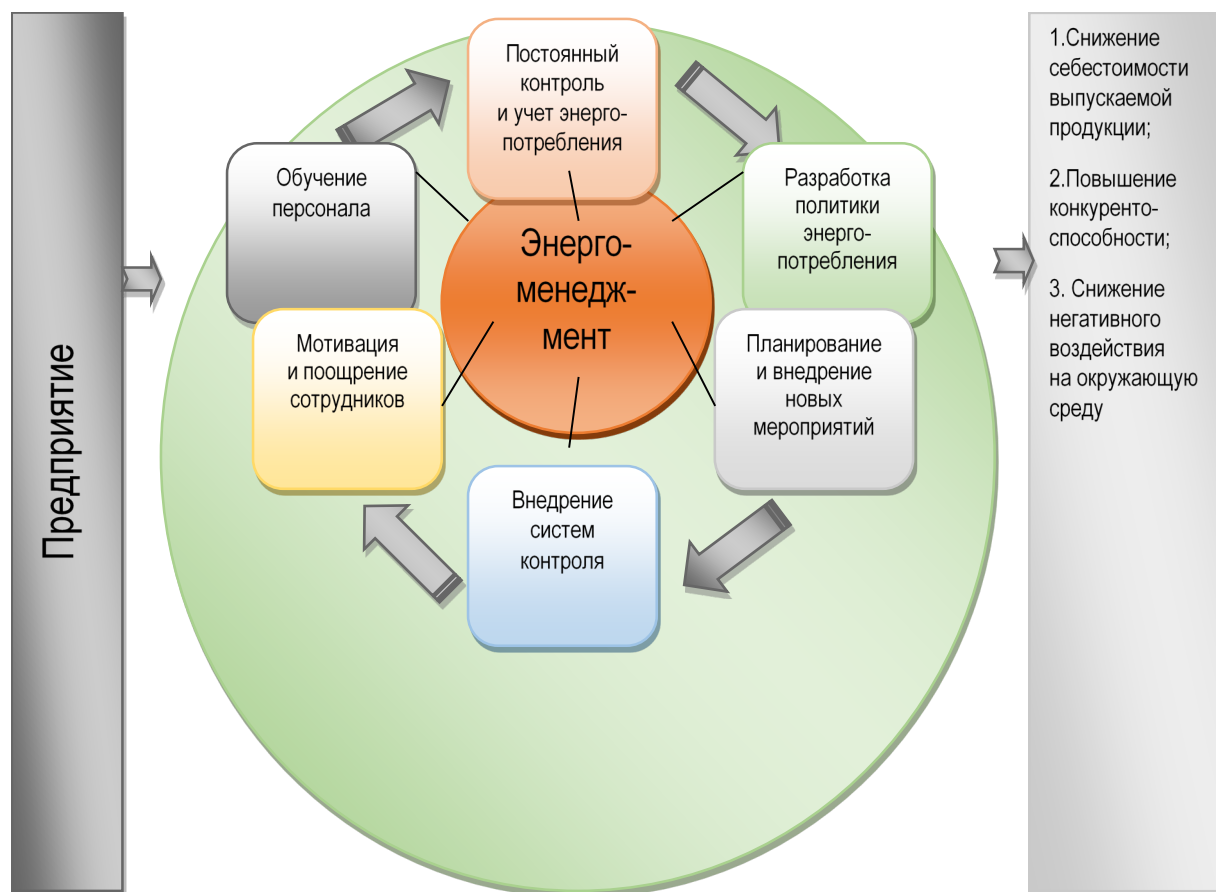 Предприятие
Постоянный
контроль
и учет энерго-
потребления
Обучение
персонала
Разработка
политики
энерго-
потребления
Энерго-
менедж-
мент
Мотивация
и поощрение
сотрудников
Планирование
и внедрение
новых
мероприятий
Внедрение
систем
контроля
1.Снижение
себестоимости
выпускаемой
продукции;
2.Повышение
конкуренто-
способности;
3. Снижение
негативного
воздействия
на окружающую
среду